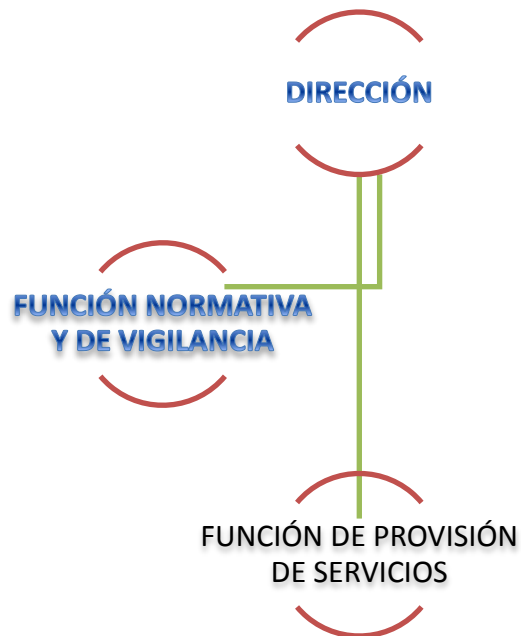 DIRECCIÓN
FUNCIÓN NORMATIVA
Y DE VIGILANCIA
FUNCIÓN DE PROVISIÓN
DE SERVICIOS